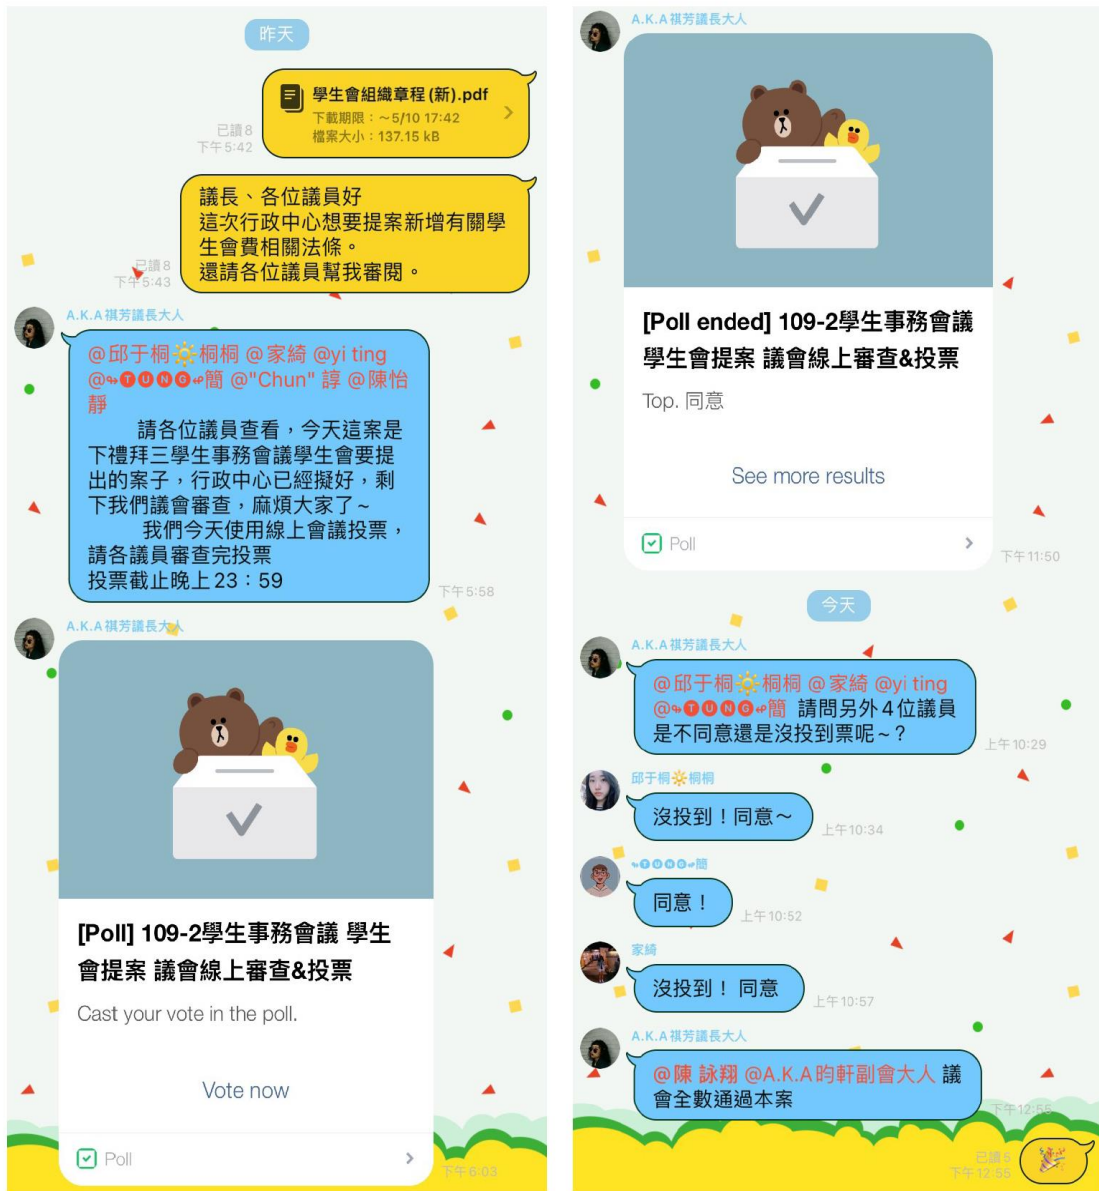 昨天
學生會組織章程(新).pdf
下載期限：～5/10 17:42
檔案大小：137.15 kB
已讀8
下午5:42
議長、各位議員好
這次行政中心想要提案新增有關學
生會費相關法條。
還請各位議員幫我審閱。
已讀8
下午5:43
A.K.A祺芳議長大人
@邱于桐🔆桐桐 @家綺 @yi ting
@↬🅣🅤🅝🅖↫簡 @"Chun" 諄 @陳怡
靜
請各位議員查看，今天這案是
下禮拜三學生事務會議學生會要提
出的案子，行政中心已經擬好，剩
下我們議會審查，麻煩大家了~
我們今天使用線上會議投票，
請各議員審查完投票
投票截止晚上23：59
下午5:58
A.K.A祺芳議長大人
[Poll] 109-2學生事務會議 學生
會提案 議會線上審查&投票
Cast your vote in the poll.
Vote now
Poll
下午6:03
A.K.A祺芳議長大人
[Poll ended] 109-2學生事務會議
學生會提案 議會線上審查&投票
Top. 同意
See more results
Poll
下午11:50
今天
A.K.A祺芳議長大人
@邱于桐🔆桐桐 @家綺 @yi ting
@↬🅣🅤🅝🅖↫簡 請問另外4位議員
是不同意還是沒投到票呢~？
上午10:29
邱于桐🔆桐桐
沒投到！同意～
上午10:34
↬🅣🅤🅝🅖↫簡
同意！
上午10:52
家綺
沒投到！ 同意
上午10:57
A.K.A祺芳議長大人
@陳 詠翔 @A.K.A昀軒副會大人 議
會全數通過本案
下午12:55
已讀5
下午12:55